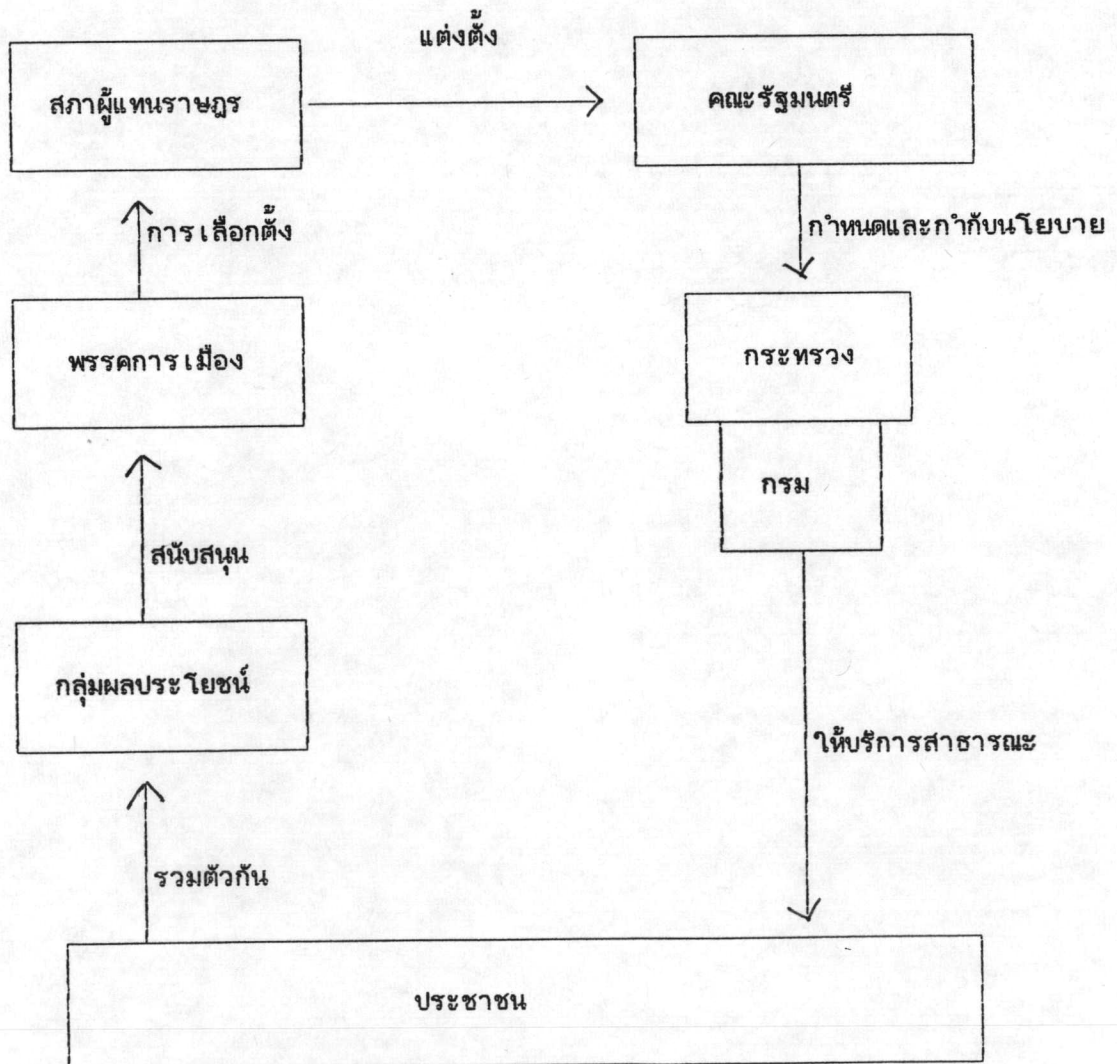 แต่งตั้ง
สภาผู้แทนราษฎร
คณะรัฐมนตรี
การเลือกตั้ง
กำหนดและกำกับนโยบาย
พรรคการเมือง
กระทรวง
กรม
สนับสนุน
กลุ่มผลประโยชน์
ให้บริการสาธารณะ
รวมตัวกัน
ประชาชน